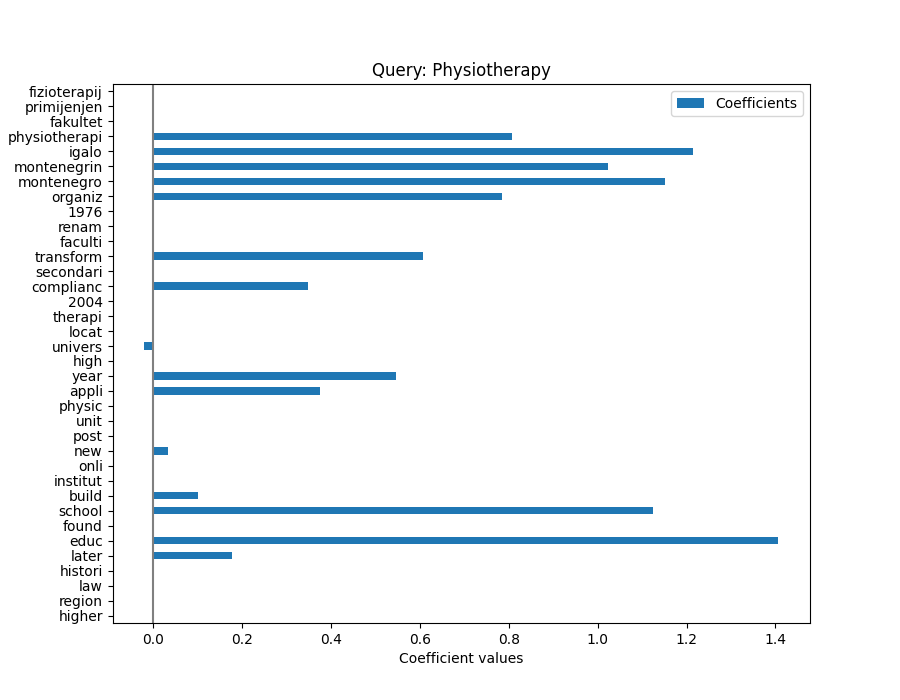 Query: Physiotherapy
Coefficients
fizioterapij
primijenjen
fakultet
physiotherapi
igalo
montenegrin
montenegro
organiz
1976
renam
faculti
transform
secondari
complianc
2004
therapi
locat
univers
high
year
appli
physic
unit
post
new
onli
institut
build
school
found
educ
later
histori
law
region
higher
0.0 0.2 0.4 0.6 0.8 1.0 1.2 1.4
Coefficient values